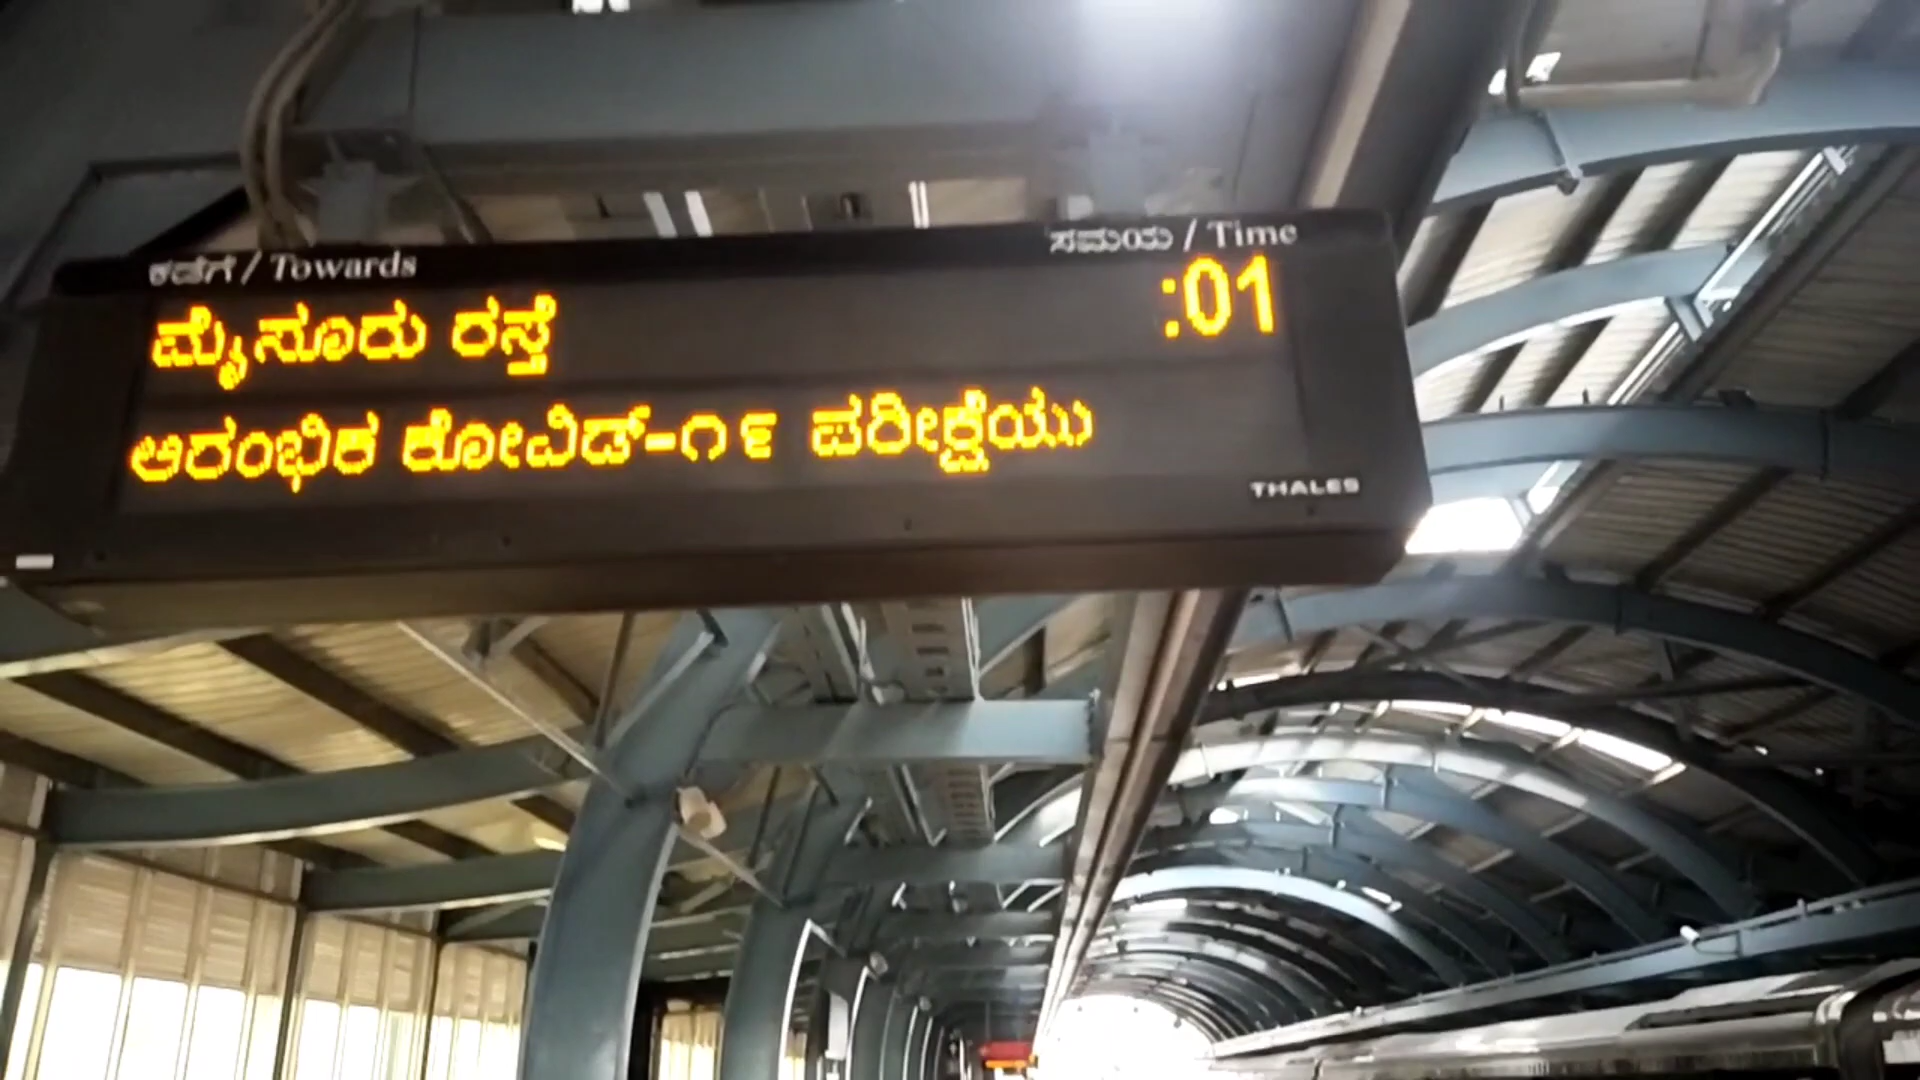 ಕಡೆಗೆ / Towards
ಸಮಯ / Time
ಮೈಸೂರು ರಸ್ತೆ :01
ಆರಂಭಿಕ ಕೋವಿಡ್-೧೯ ಪರೀಕ್ಷೆಯು
THALES